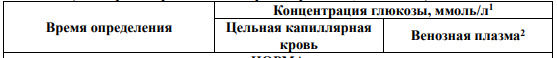 Концентрация глюкозы, ммоль/л¹
Время определения
Цельная капиллярная
кровь
Венозная плазма²